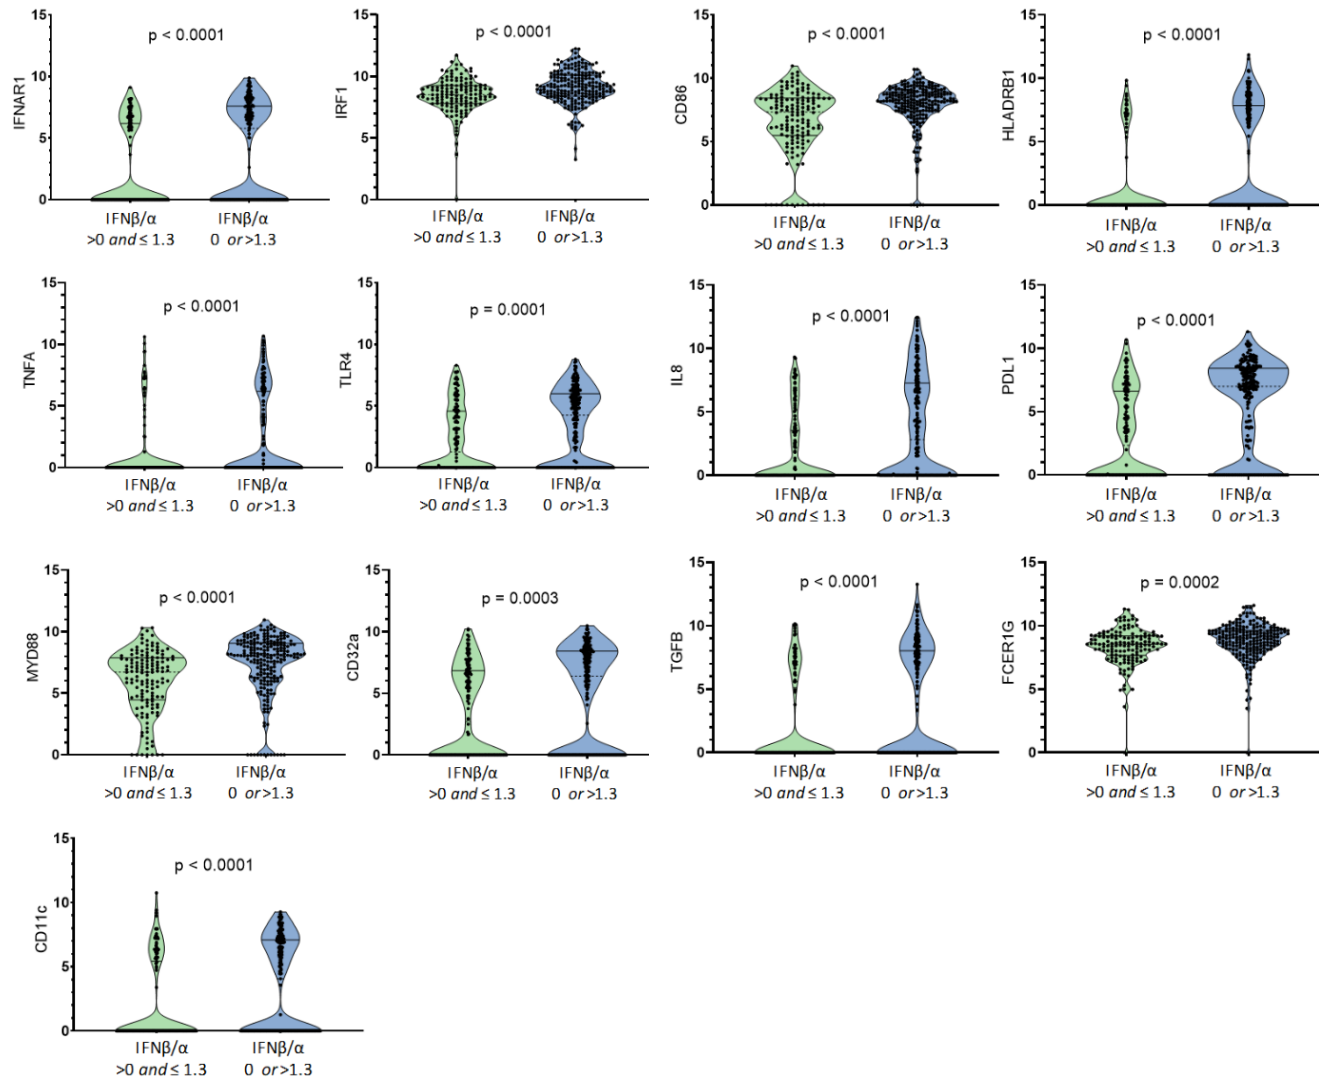 IFNAR1
15
10
5
0
p < 0.0001
IFNβ/α
>0 and ≤ 1.3
IFNβ/α
0 or >1.3
IRF1
15
10
5
0
p < 0.0001
IFNβ/α
>0 and ≤ 1.3
IFNβ/α
0 or >1.3
CD86
15
10
5
0
p < 0.0001
IFNβ/α
>0 and ≤ 1.3
IFNβ/α
0 or >1.3
HLADRB1
15
10
5
0
p < 0.0001
IFNβ/α
>0 and ≤ 1.3
IFNβ/α
0 or >1.3
TNFA
15
10
5
0
p < 0.0001
IFNβ/α
>0 and ≤ 1.3
IFNβ/α
0 or >1.3
TLR4
15
10
5
0
p = 0.0001
IFNβ/α
>0 and ≤ 1.3
IFNβ/α
0 or >1.3
IL8
15
10
5
0
p < 0.0001
IFNβ/α
>0 and ≤ 1.3
IFNβ/α
0 or >1.3
PDL1
15
10
5
0
p < 0.0001
IFNβ/α
>0 and ≤ 1.3
IFNβ/α
0 or >1.3
MYD88
15
10
5
0
p < 0.0001
IFNβ/α
>0 and ≤ 1.3
IFNβ/α
0 or >1.3
CD32a
15
10
5
0
p = 0.0003
IFNβ/α
>0 and ≤ 1.3
IFNβ/α
0 or >1.3
TGFB
15
10
5
0
p < 0.0001
IFNβ/α
>0 and ≤ 1.3
IFNβ/α
0 or >1.3
FCER1G
15
10
5
0
p = 0.0002
IFNβ/α
>0 and ≤ 1.3
IFNβ/α
0 or >1.3
CD11c
15
10
5
0
p < 0.0001
IFNβ/α
>0 and ≤ 1.3
IFNβ/α
0 or >1.3